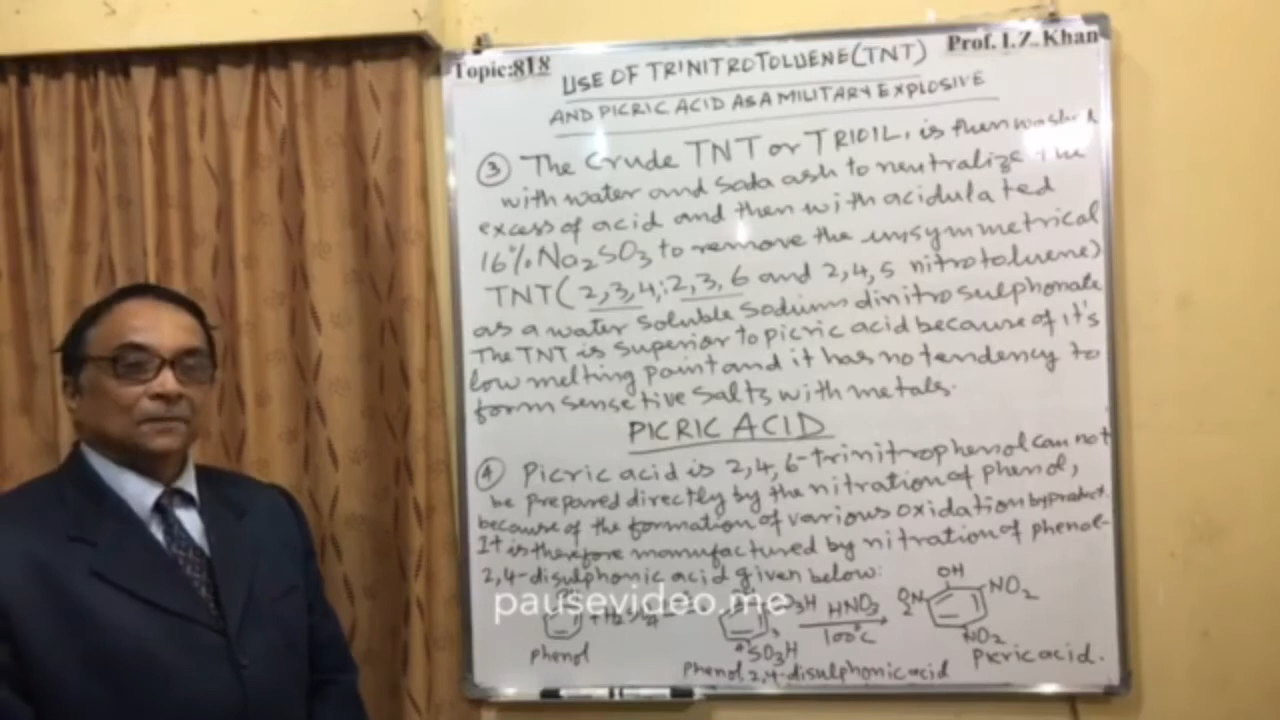 Topic:818
Prof. I.Z. Khan
USE OF TRINITROTOLUENE(TNT)
AND PICRIC ACID AS A MILITARY EXPLOSIVE
③ The Crude TNT or TRIOIL, is then washed
with water and Soda ash to neutralize the
excess of acid and then with acidulated
16% Na2SO3 to remove the unsymmetrical
TNT(2,3,4;2,3,6 and 2,4,5 nitrotoluene)
as a water soluble Sodium dinitro sulphonate
The TNT is superior to picric acid because of it's
low melting point and it has no tendency to
form sensetive salts with metals.
PICRIC ACID
④ Picric acid is 2,4,6-trinitrophenol can not
be prepared directly by the nitration of phenol,
because of the formation of various oxidation byproduct.
It is therefore manufactured by nitration of phenol-
2,4-disulphonic acid given below:
OH
NO2
O2N
HNO3
100°C
+H2SO4
SO3H
NO2
SO3H
phenol
Phenol 2,4-disulphonic acid
Picric acid.
pausevideo.me